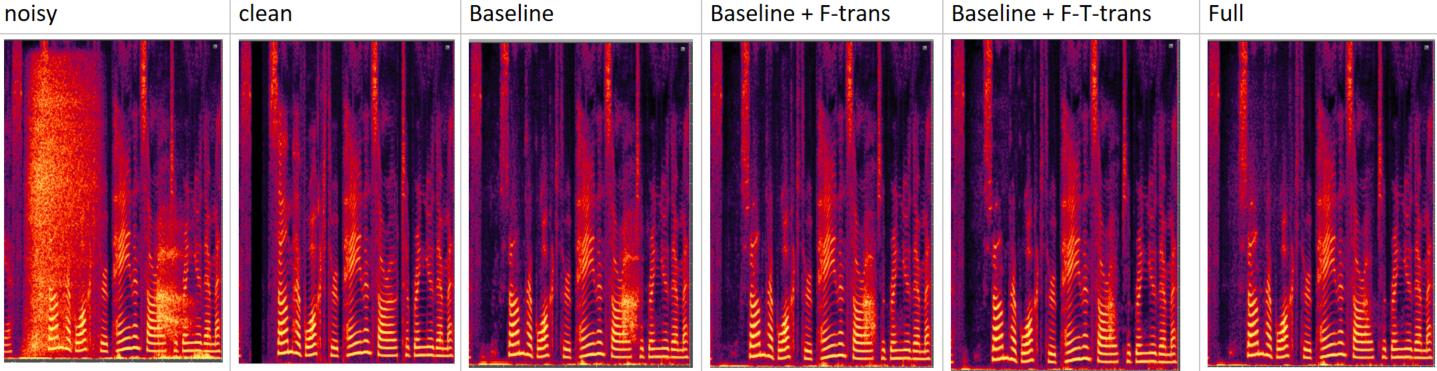 noisy
clean
Baseline
Baseline + F-trans
Baseline + F-T-trans
Full